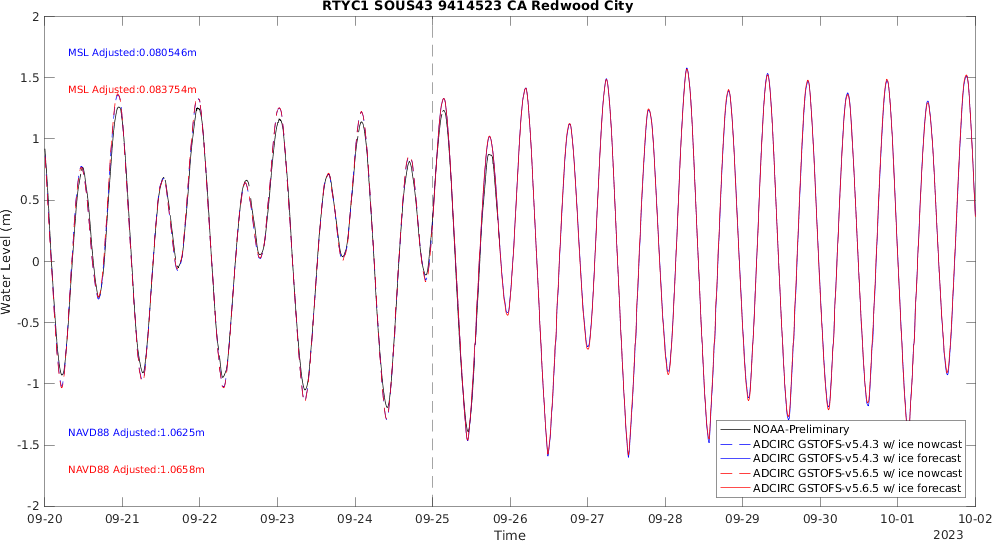 RTYC1 SOUS43 9414523 CA Redwood City
2
MSL Adjusted:0.080546m
1.5
MSL Adjusted:0.083754m
1
0.5
0
-0.5
-1
-1.5
-2
Water Level (m)
NAVD88 Adjusted:1.0625m
NAVD88 Adjusted:1.0658m
NOAA-Preliminary
ADCIRC GSTOFS-v5.4.3 w/ ice nowcast
ADCIRC GSTOFS-v5.4.3 w/ ice forecast
ADCIRC GSTOFS-v5.6.5 w/ ice nowcast
ADCIRC GSTOFS-v5.6.5 w/ ice forecast
09-20 09-21 09-22 09-23 09-24 09-25 09-26 09-27 09-28 09-29 09-30 10-01 10-02
Time
2023